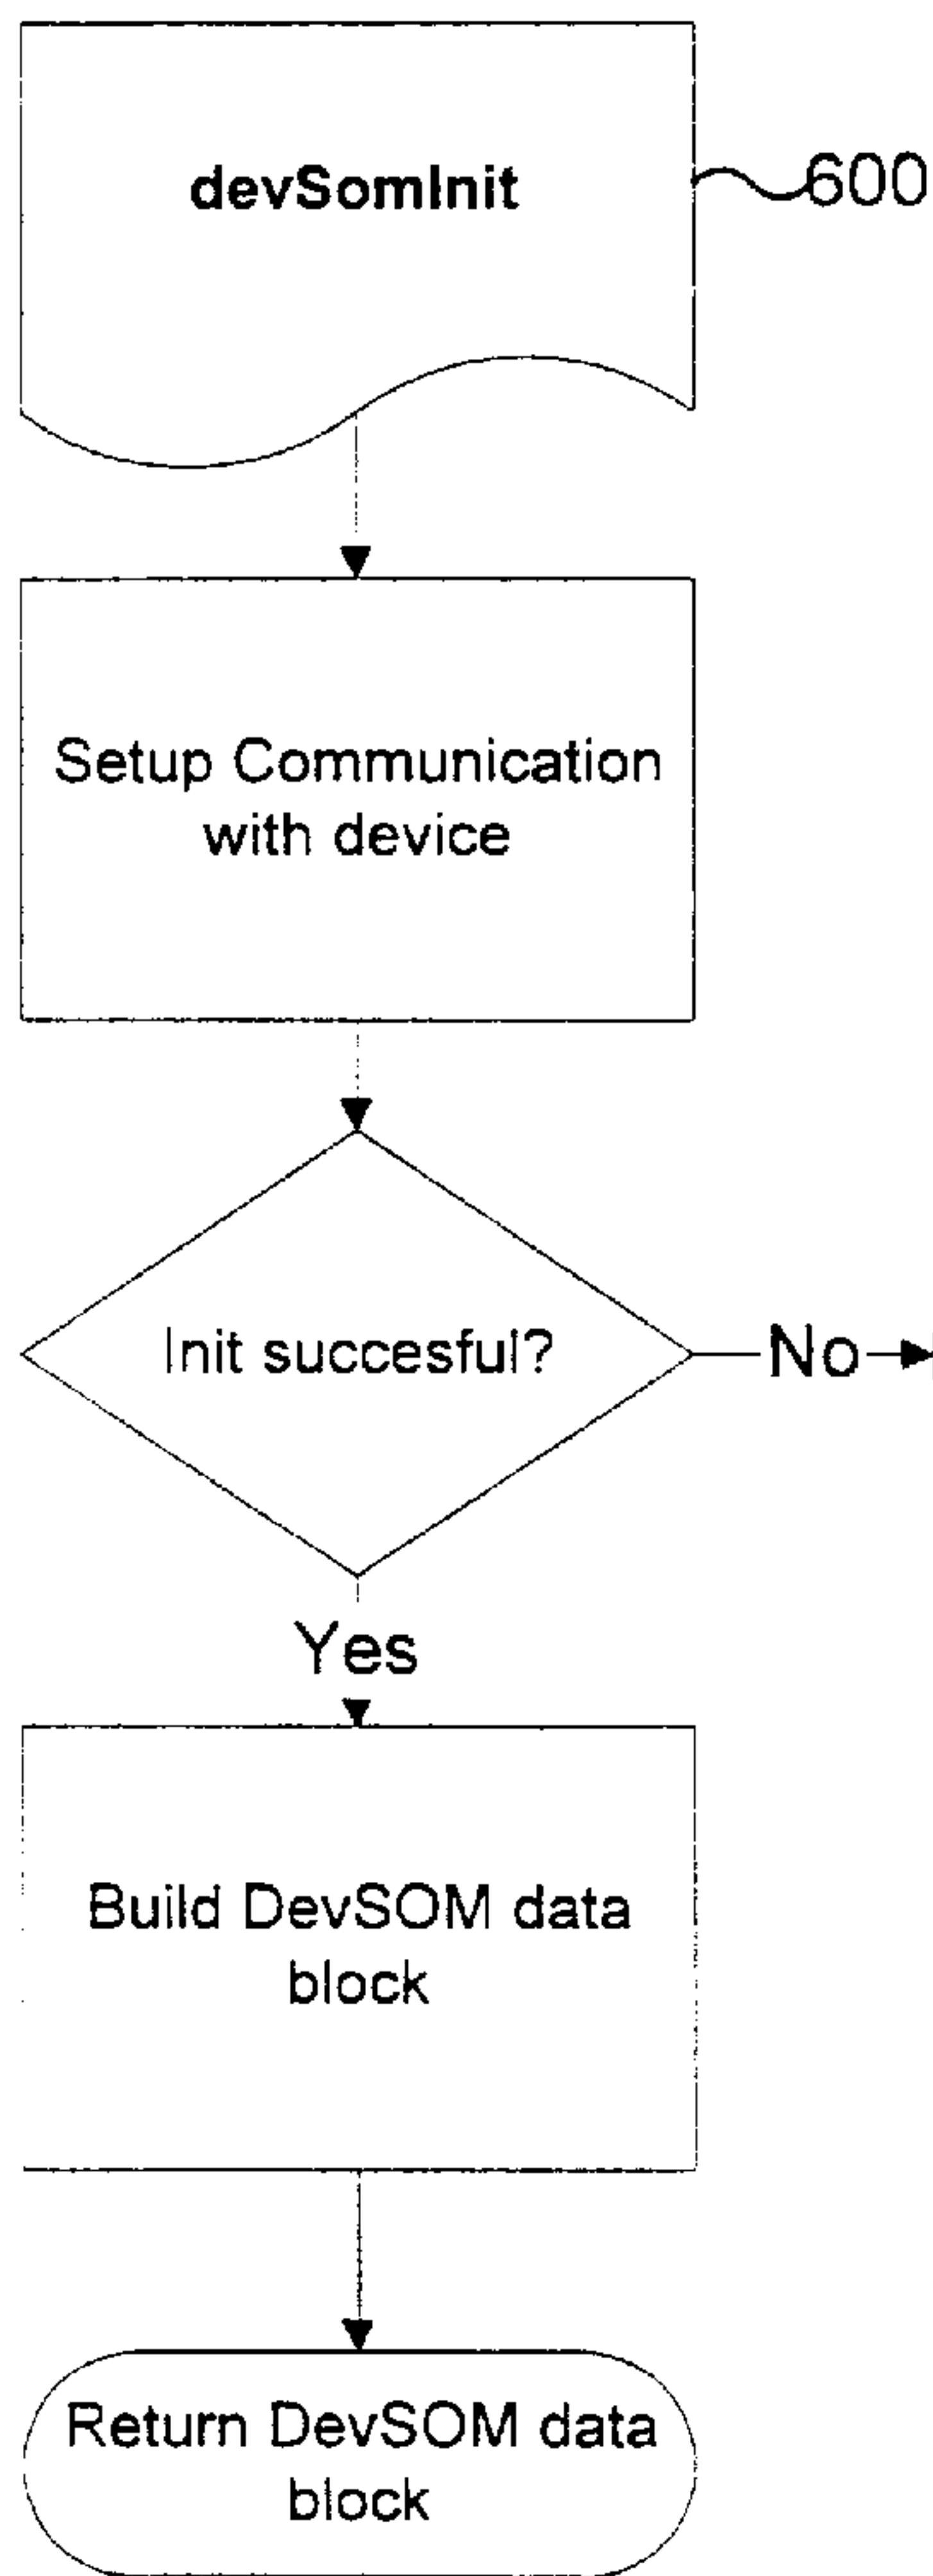 devSomInit
600
Setup Communication
with device
Init succesful?
No
Yes
Build DevSOM data
block
Return DevSOM data
block